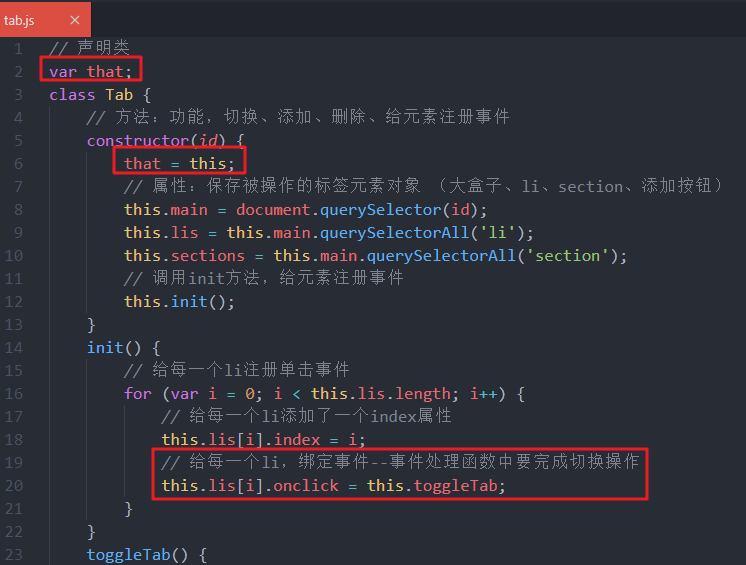 tab.js ×
1 // 声明类
2 var that;
3 class Tab {
4 // 方法: 功能, 切换、添加、删除、给元素注册事件
5 constructor(id) {
6 that = this;
7 // 属性: 保存被操作的标签元素对象 （大盒子、li、section、添加按钮）
8 this.main = document.querySelector(id);
9 this.lis = this.main.querySelectorAll('li');
10 this.sections = this.main.querySelectorAll('section');
11 // 调用init方法, 给元素注册事件
12 this.init();
13 }
14 init() {
15 // 给每一个li注册单击事件
16 for (var i = 0; i < this.lis.length; i++) {
17 // 给每一个li添加了一个index属性
18 this.lis[i].index = i;
19 // 给每一个li, 绑定事件--事件处理函数中要完成切换操作
20 this.lis[i].onclick = this.toggleTab;
21 }
22 }
23 toggleTab() {